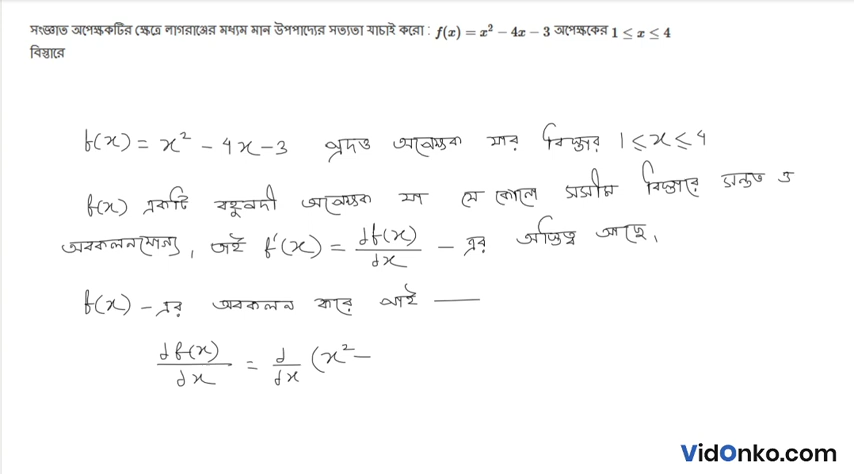 সংজ্ঞাত অপেক্ষকটির ক্ষেত্রে লাগরাঞ্জের মধ্যম মান উপপাদ্যের সত্যতা যাচাই করো : f(x) = x² − 4x − 3 অপেক্ষকের 1 ≤ x ≤ 4
বিস্তারে
f(x) = x² − 4x − 3 প্রদত্ত অপেক্ষক যার বিস্তার 1 ≤ x ≤ 4
f(x) একটি বহুপদী অপেক্ষক যা যে কোনো সসীম বিস্তারে সন্তত ও
অবকলনযোগ্য, তাই f'(x) = df(x)/dx − এর অস্তিত্ব আছে,
f(x) − এর অবকলন করে পাই ——
df(x)/dx = d/dx (x² −
VidOnko.com